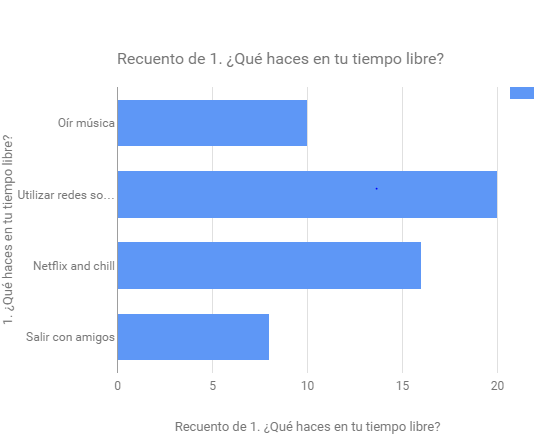 Recuento de 1. ¿Qué haces en tu tiempo libre?
1. ¿Qué haces en tu tiempo libre?
Oír música
Utilizar redes so...
Netflix and chill
Salir con amigos
0 5 10 15 20
Recuento de 1. ¿Qué haces en tu tiempo libre?